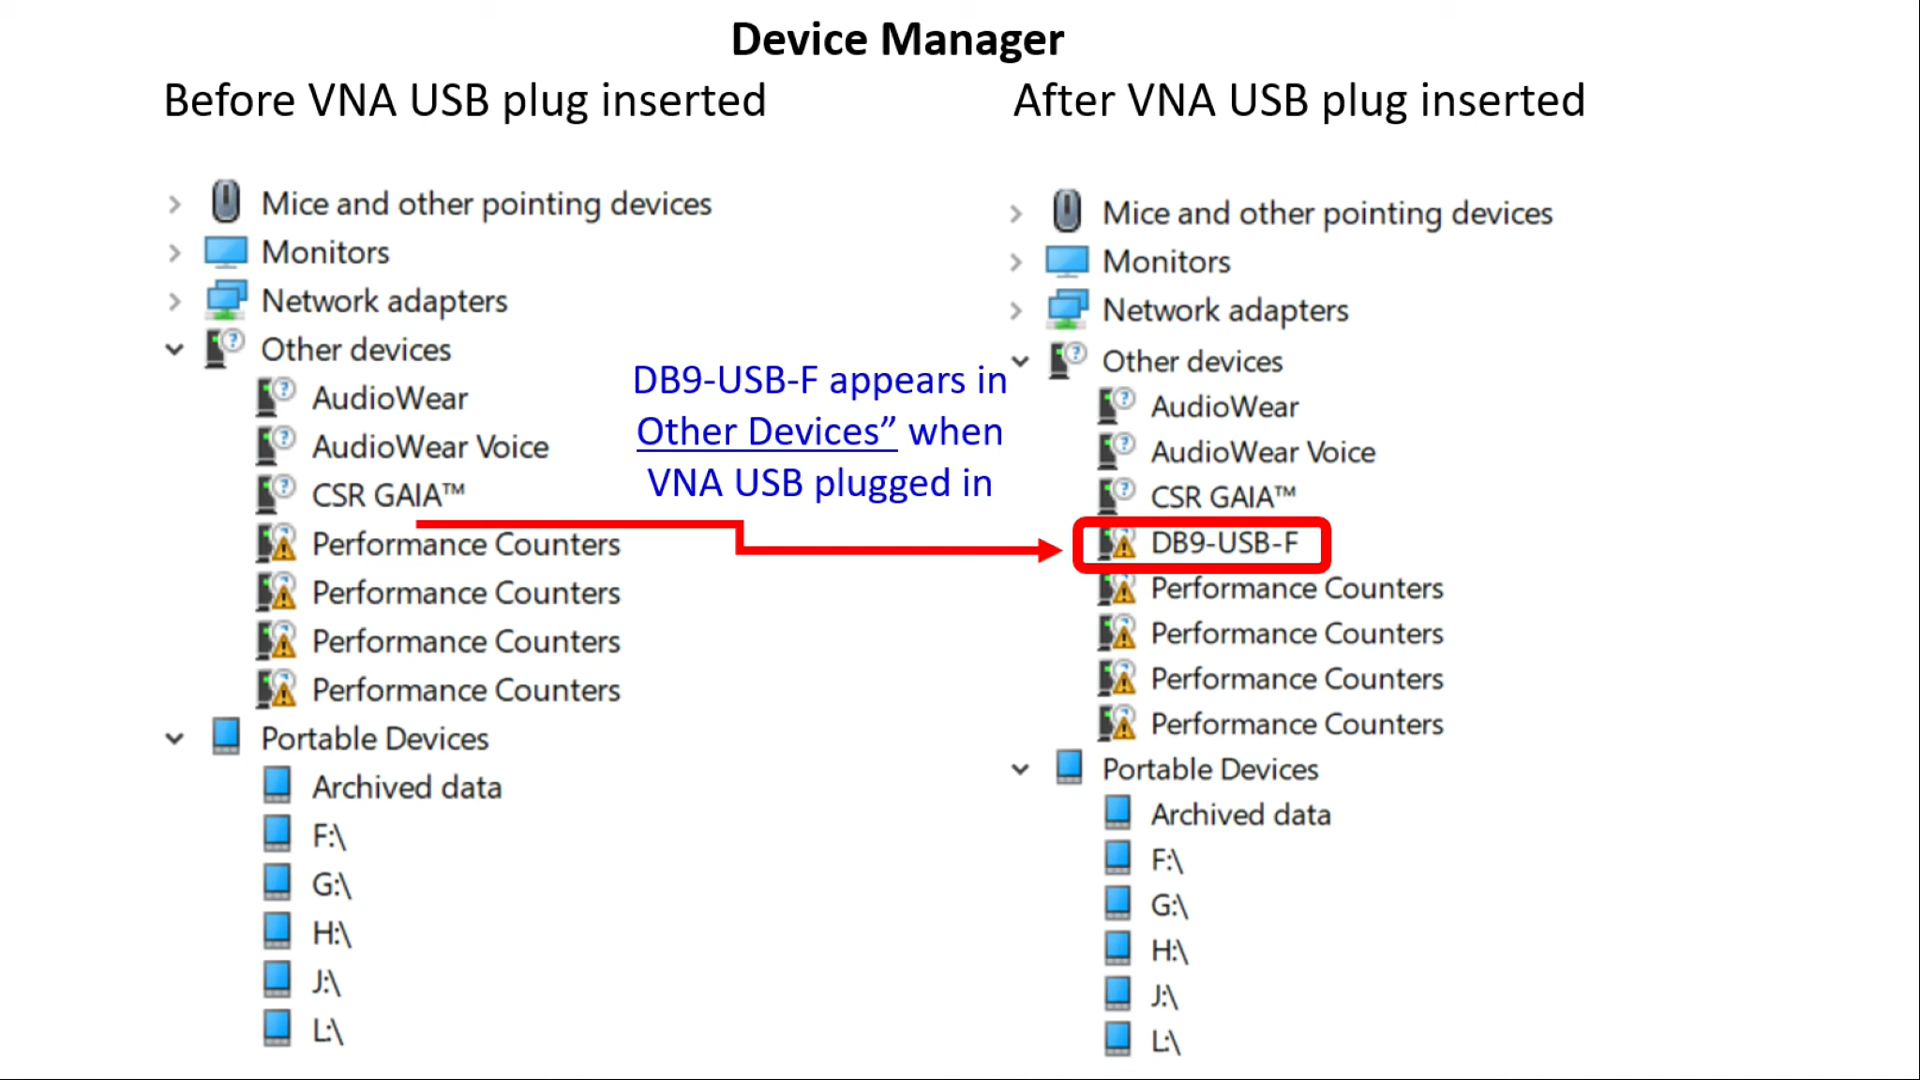 Device Manager
Before VNA USB plug inserted
Mice and other pointing devices
Monitors
Network adapters
Other devices
AudioWear
AudioWear Voice
CSR GAIA™
Performance Counters
Performance Counters
Performance Counters
Performance Counters
Portable Devices
Archived data
F:\
G:\
H:\
J:\
L:\
DB9-USB-F appears in
Other Devices” when
VNA USB plugged in
After VNA USB plug inserted
Mice and other pointing devices
Monitors
Network adapters
Other devices
AudioWear
AudioWear Voice
CSR GAIA™
DB9-USB-F
Performance Counters
Performance Counters
Performance Counters
Performance Counters
Portable Devices
Archived data
F:\
G:\
H:\
J:\
L:\